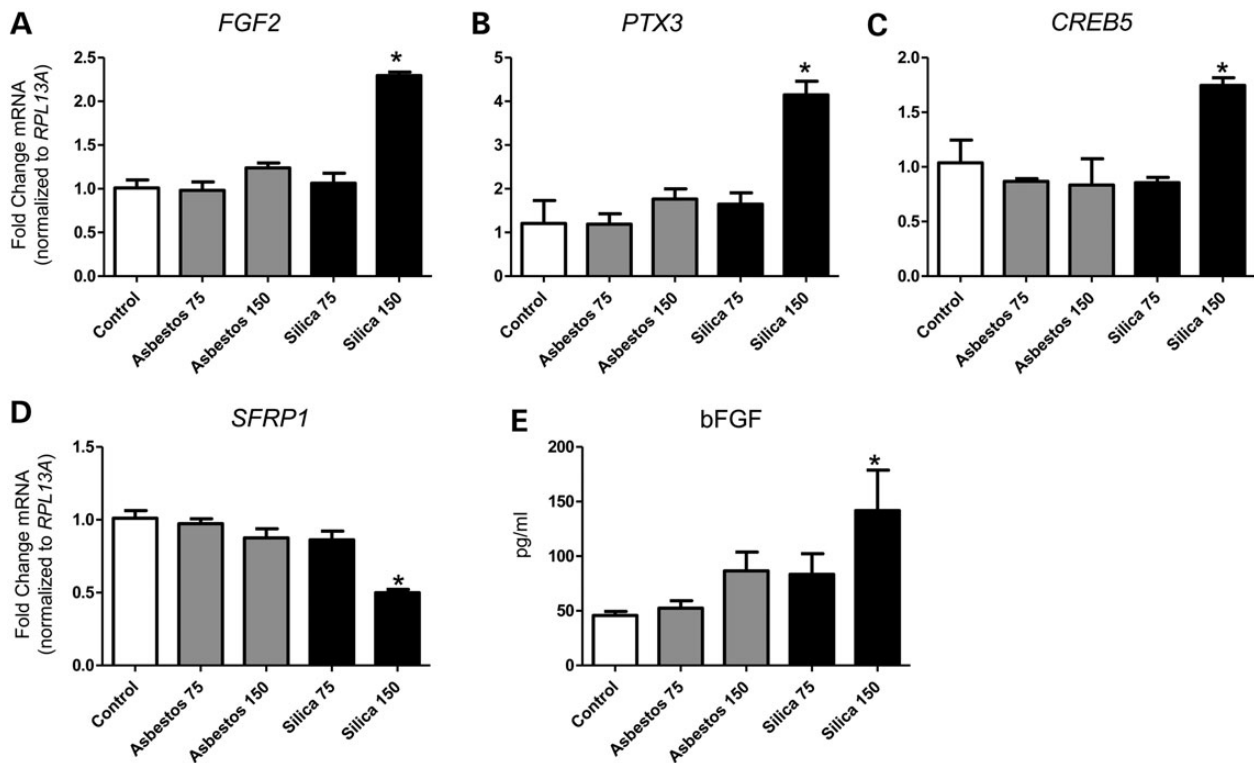 A
FGF2
Fold Change mRNA
(normalized to RPL13A)
2.5
2.0
1.5
1.0
0.5
0.0
*
Control
Asbestos 75
Asbestos 150
Silica 75
Silica 150
B
PTX3
5
4
3
2
1
0
*
Control
Asbestos 75
Asbestos 150
Silica 75
Silica 150
C
CREB5
2.0
1.5
1.0
0.5
0.0
*
Control
Asbestos 75
Asbestos 150
Silica 75
Silica 150
D
SFRP1
Fold Change mRNA
(normalized to RPL13A)
1.5
1.0
0.5
0.0
*
Control
Asbestos 75
Asbestos 150
Silica 75
Silica 150
E
bFGF
pg/ml
200
150
100
50
0
*
Control
Asbestos 75
Asbestos 150
Silica 75
Silica 150